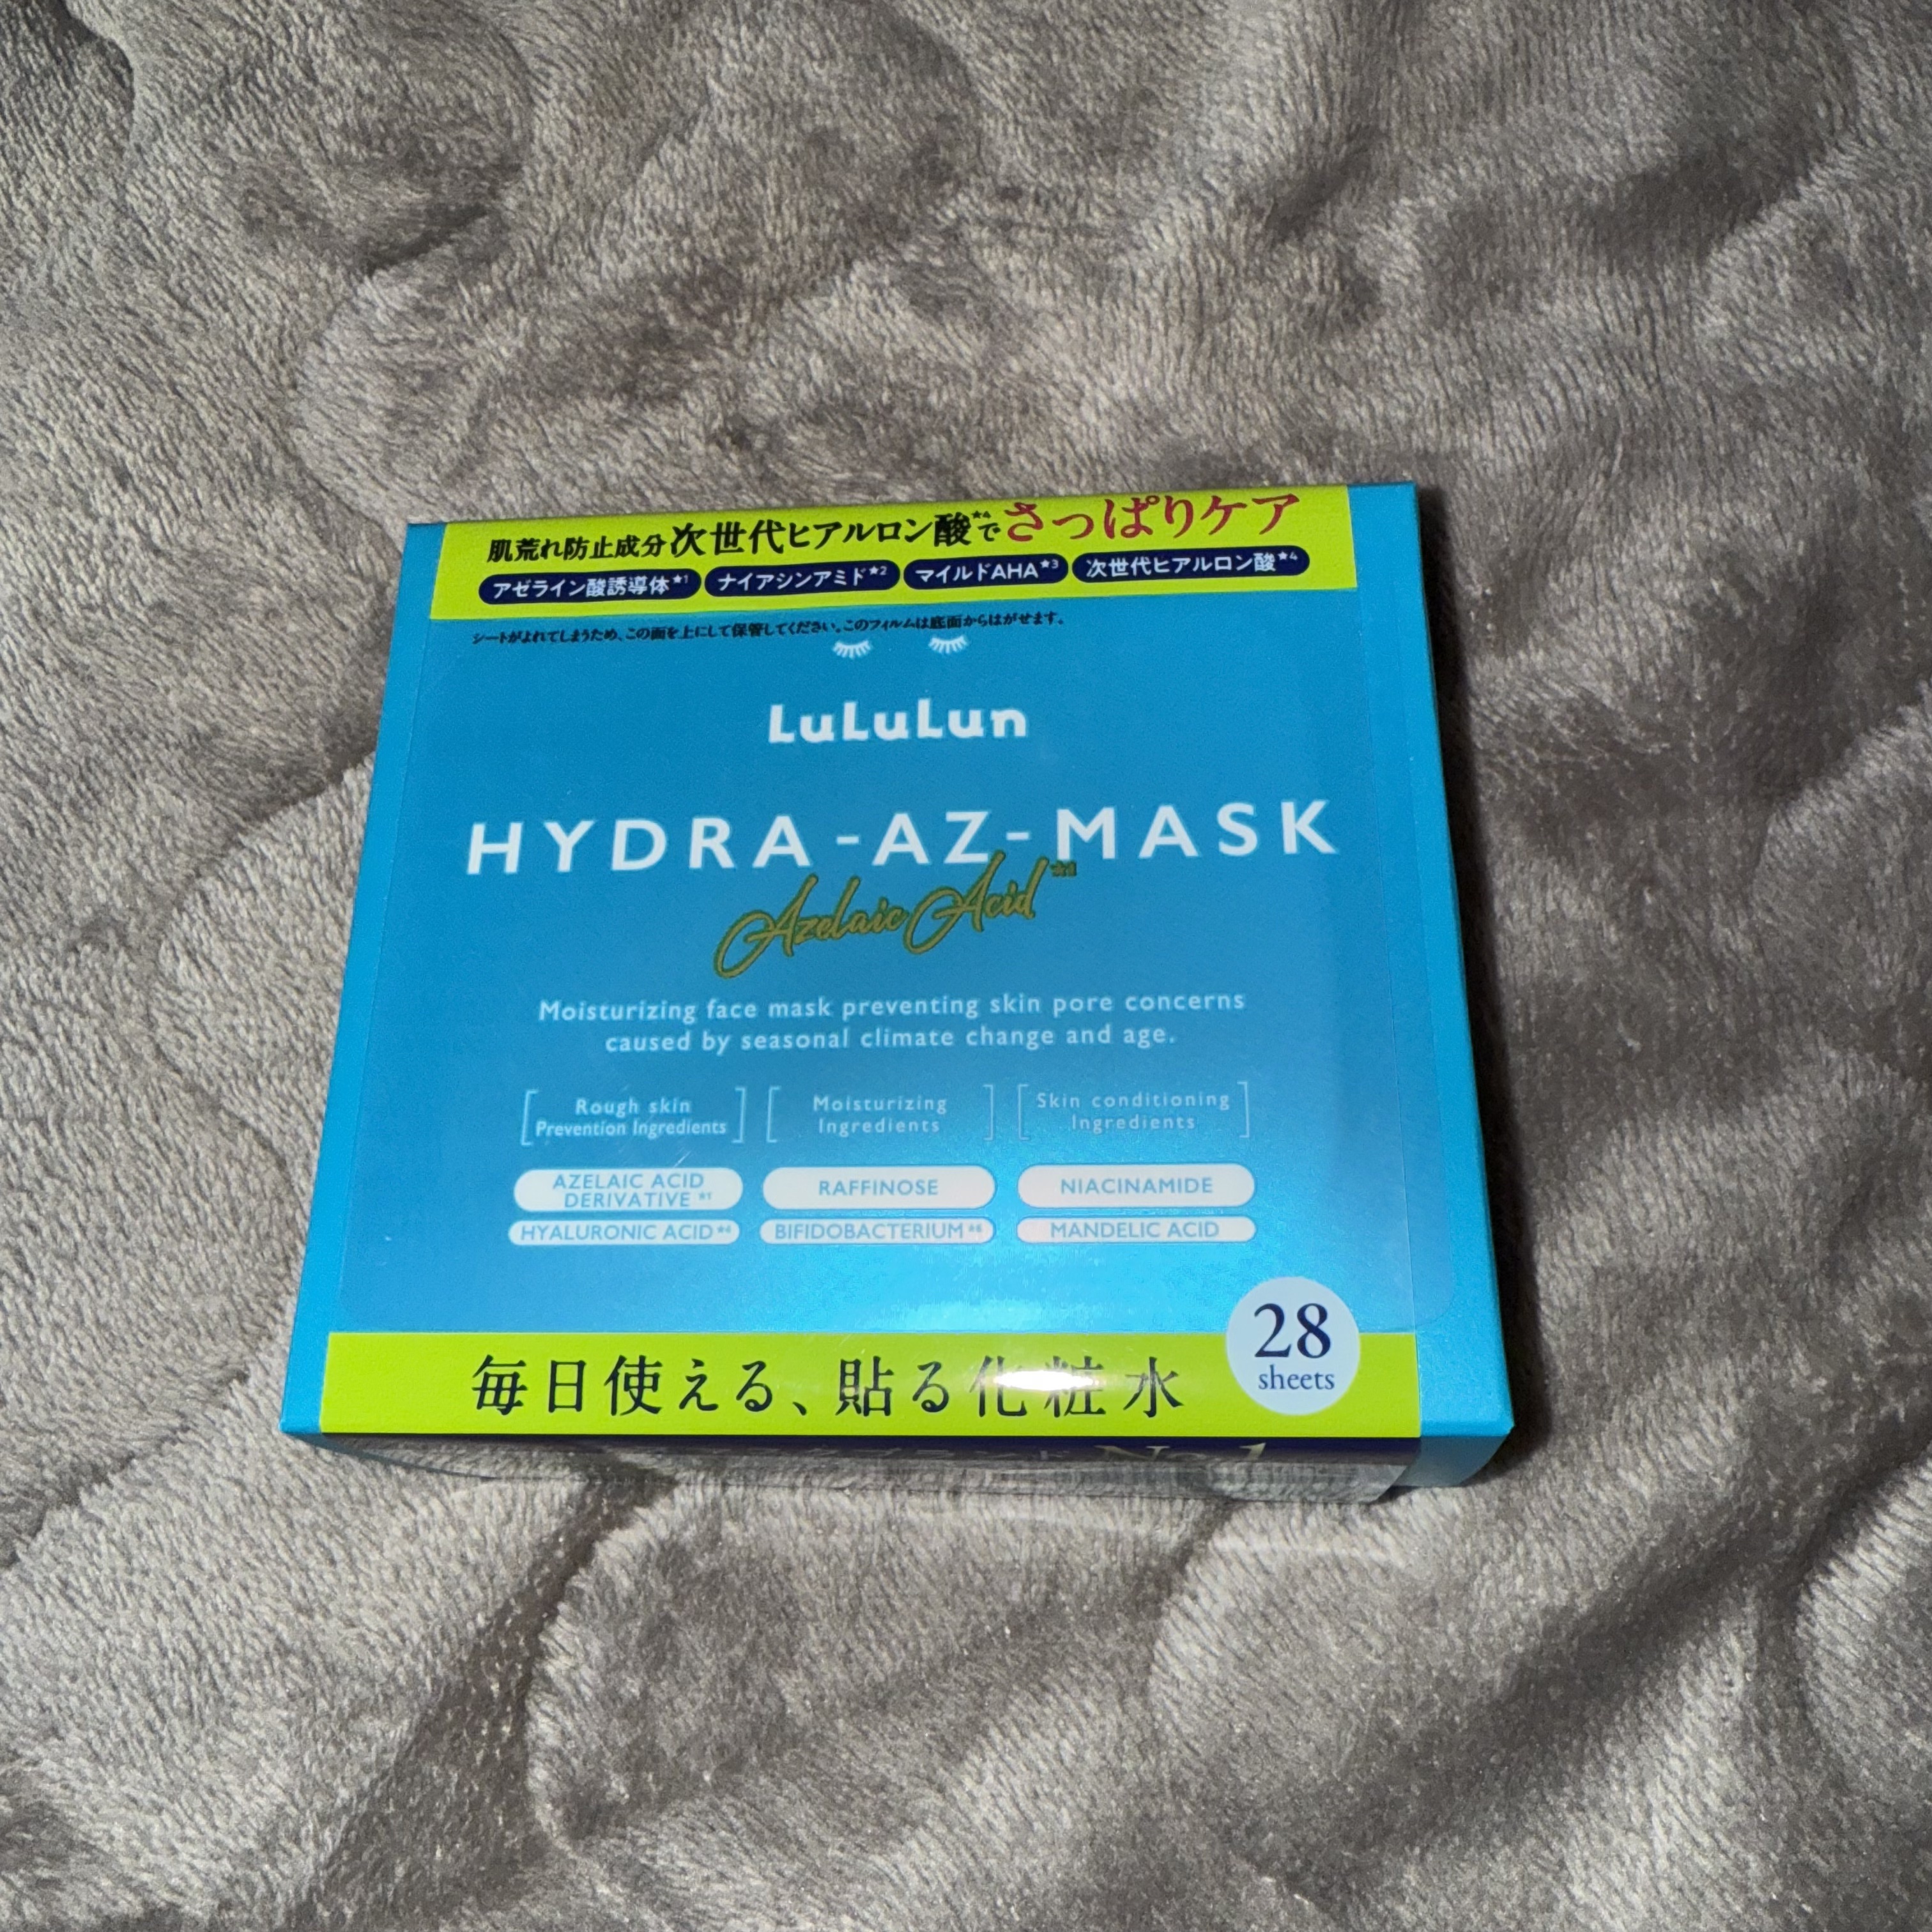 肌荒れ防止成分 次世代ヒアルロン酸★4で さっぱりケア
アゼライン酸誘導体★1 ナイアシンアミド★2 マイルドAHA★3 次世代ヒアルロン酸★4
シートがよれてしまうため、この面を上にして保管してください。このフィルムは底面からはがせます。
LuLuLun
HYDRA-AZ-MASK
Azelaic Acid★1
Moisturizing face mask preventing skin pore concerns
caused by seasonal climate change and age.
Rough skin
Prevention Ingredients
Moisturizing
Ingredients
Skin conditioning
Ingredients
AZELAIC ACID
DERIVATIVE ★1
RAFFINOSE
NIACINAMIDE
HYALURONIC ACID★4
BIFIDOBACTERIUM
MANDELIC ACID
28
sheets
毎日使える、貼る化粧水